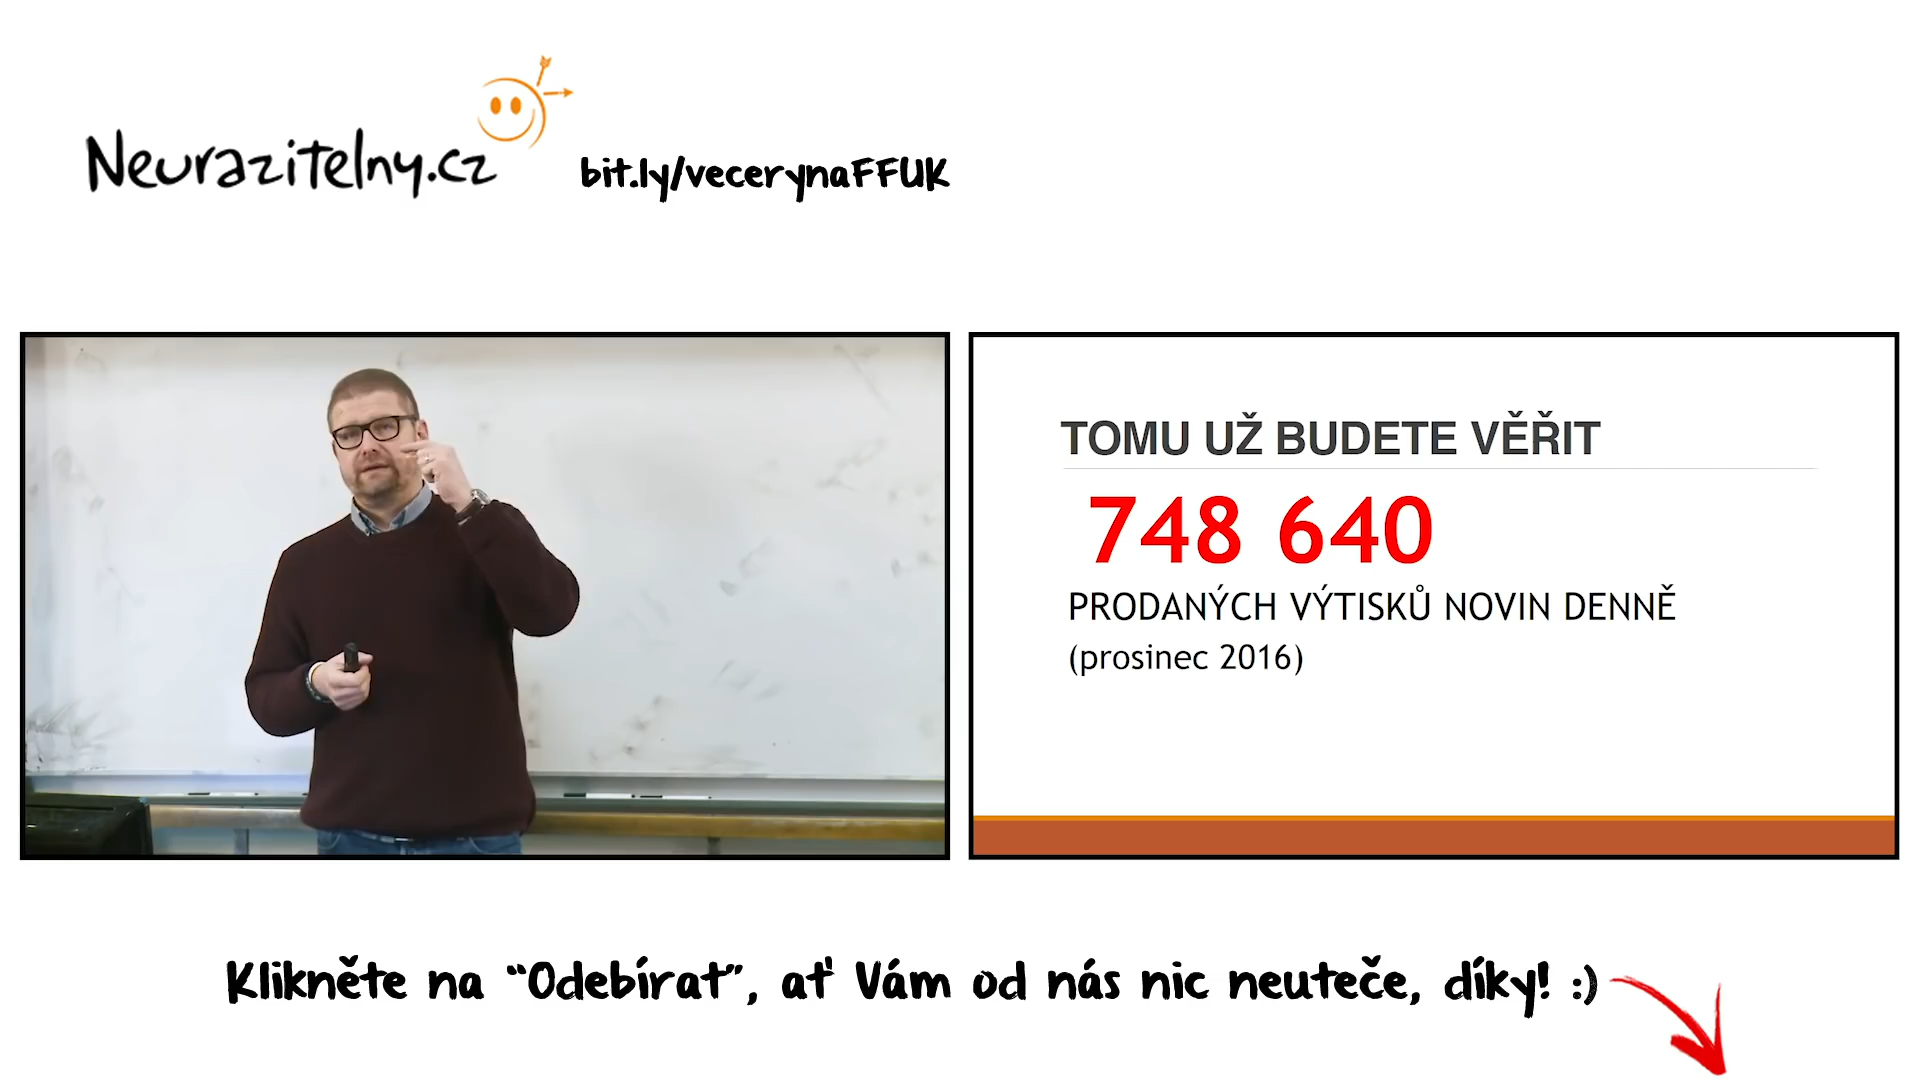 Neurazitelny.cz
bit.ly/vecerynaFFUK
TOMU UŽ BUDETE VĚŘIT
748 640
PRODANÝCH VÝTISKŮ NOVIN DENNĚ
(prosinec 2016)
Klikněte na “Odebírat”, ať Vám od nás nic neuteče, díky! :)